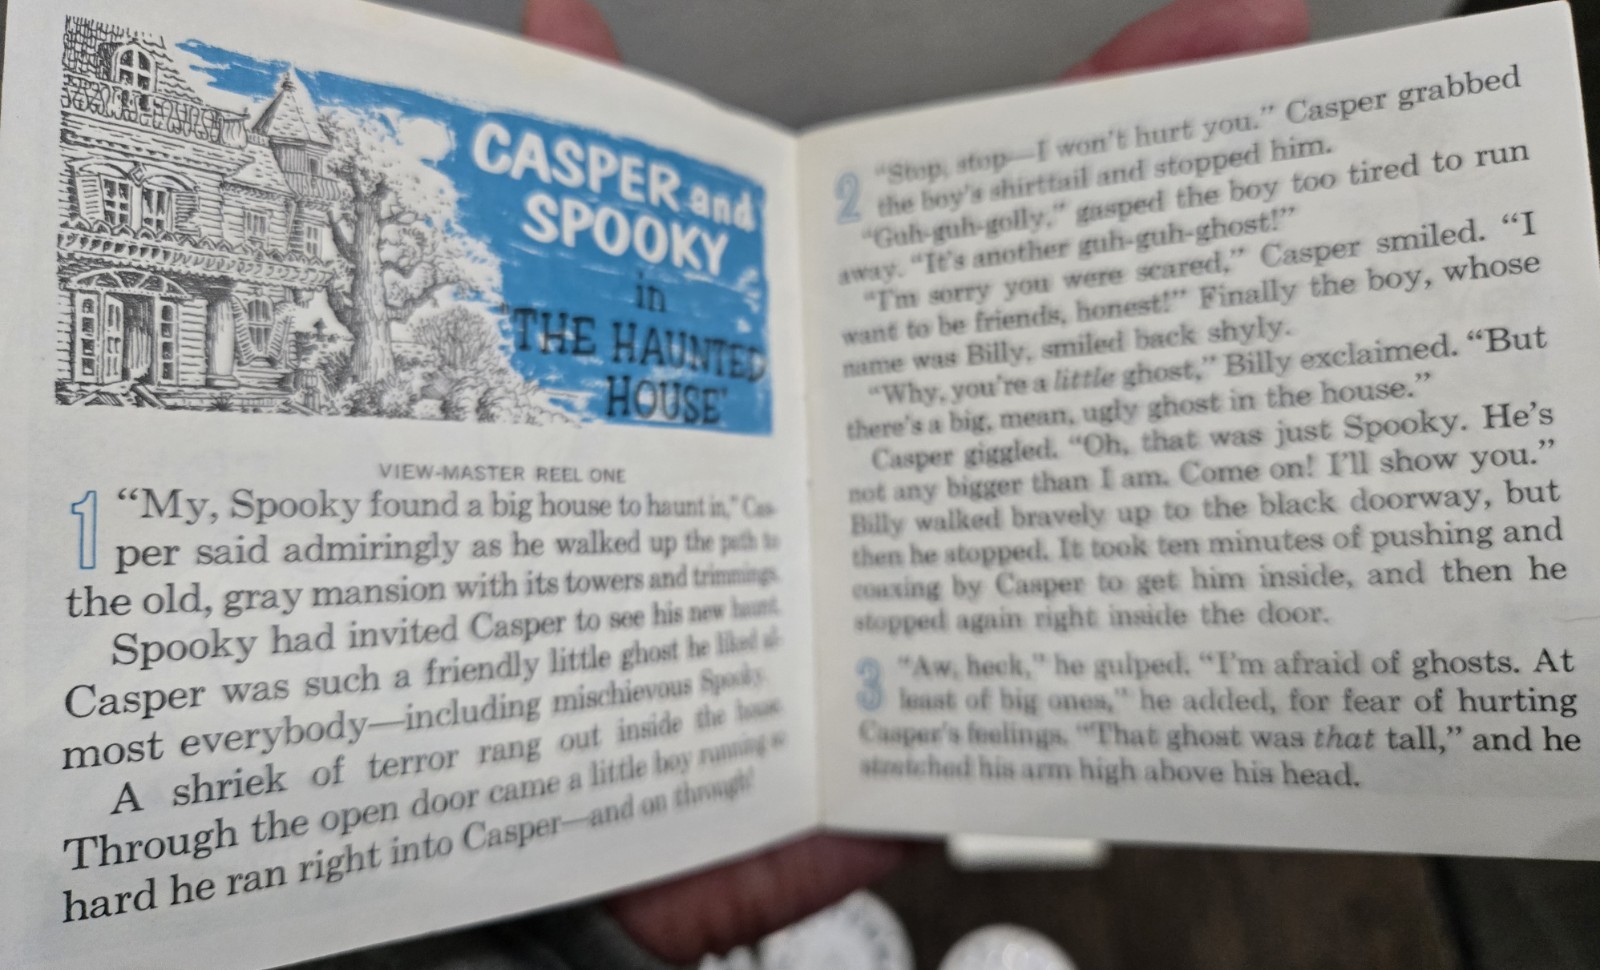 CASPER and
SPOOKY
in
"THE HAUNTED
HOUSE"
VIEW-MASTER REEL ONE
1 “My, Spooky found a big house to haunt in,” Cas-
per said admiringly as he walked up the path to
the old, gray mansion with its towers and trimmings.
Spooky had invited Casper to see his new haunt.
Casper was such a friendly little ghost he liked al-
most everybody—including mischievous Spooky.
A shriek of terror rang out inside the house.
Through the open door came a little boy running so
hard he ran right into Casper—and on through!
2 “Stop, stop—I won't hurt you.” Casper grabbed
the boy's shirttail and stopped him.
“Guh-guh-golly,” gasped the boy too tired to run
away. “It's another guh-guh-ghost!”
“I'm sorry you were scared,” Casper smiled. “I
want to be friends, honest!” Finally the boy, whose
name was Billy, smiled back shyly.
“Why, you're a little ghost,” Billy exclaimed. “But
there's a big, mean, ugly ghost in the house.”
Casper giggled. “Oh, that was just Spooky. He's
not any bigger than I am. Come on! I'll show you.”
Billy walked bravely up to the black doorway, but
then he stopped. It took ten minutes of pushing and
coaxing by Casper to get him inside, and then he
stopped again right inside the door.
3 “Aw, heck,” he gulped. “I'm afraid of ghosts. At
least of big ones,” he added, for fear of hurting
Casper's feelings. “That ghost was that tall,” and he
stretched his arm high above his head.